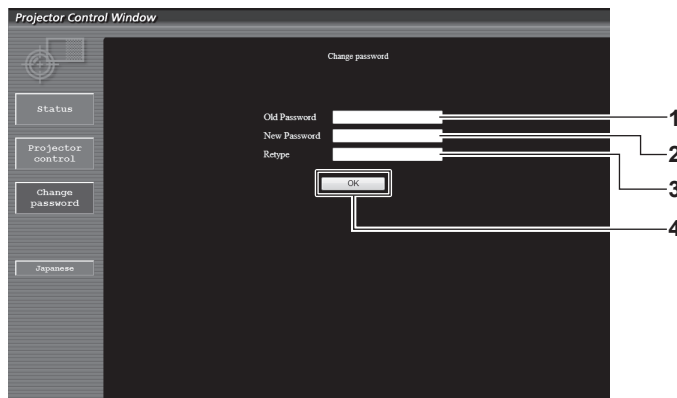 Projector Control Window
Change password
Status
Projector
control
Change
password
Japanese
Old Password
New Password
Retype
OK
1
2
3
4